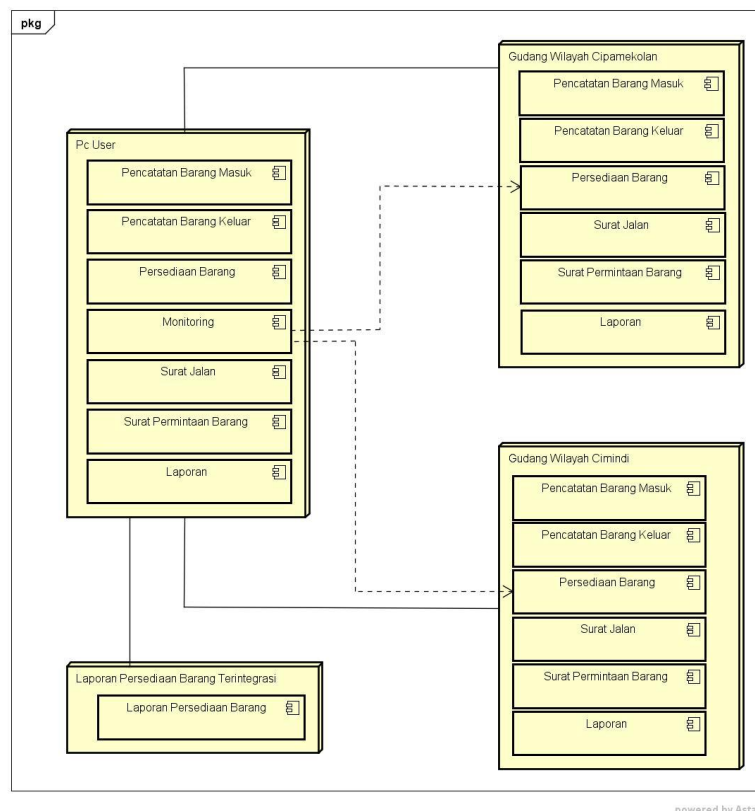 pkg
Pc User
Pencatatan Barang Masuk
Pencatatan Barang Keluar
Persediaan Barang
Monitoring
Surat Jalan
Surat Permintaan Barang
Laporan
Laporan Persediaan Barang Terintegrasi
Laporan Persediaan Barang
Gudang Wilayah Cipamekolan
Pencatatan Barang Masuk
Pencatatan Barang Keluar
Persediaan Barang
Surat Jalan
Surat Permintaan Barang
Laporan
Gudang Wilayah Cimindi
Pencatatan Barang Masuk
Pencatatan Barang Keluar
Persediaan Barang
Surat Jalan
Surat Permintaan Barang
Laporan
powered by Asta